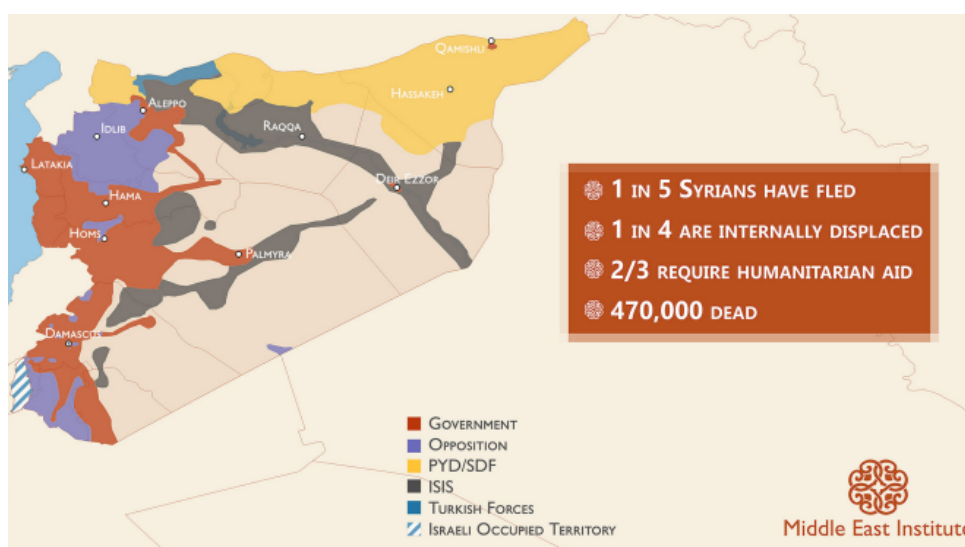 Qamishli
Hassakeh
Aleppo
Idlib
Raqqa
Latakia
Deir Ezzor
Hama
Homs
Palmyra
Damascus
1 in 5 Syrians have fled
1 in 4 are internally displaced
2/3 require humanitarian aid
470,000 dead
Government
Opposition
PYD/SDF
ISIS
Turkish Forces
Israeli Occupied Territory
Middle East Institute